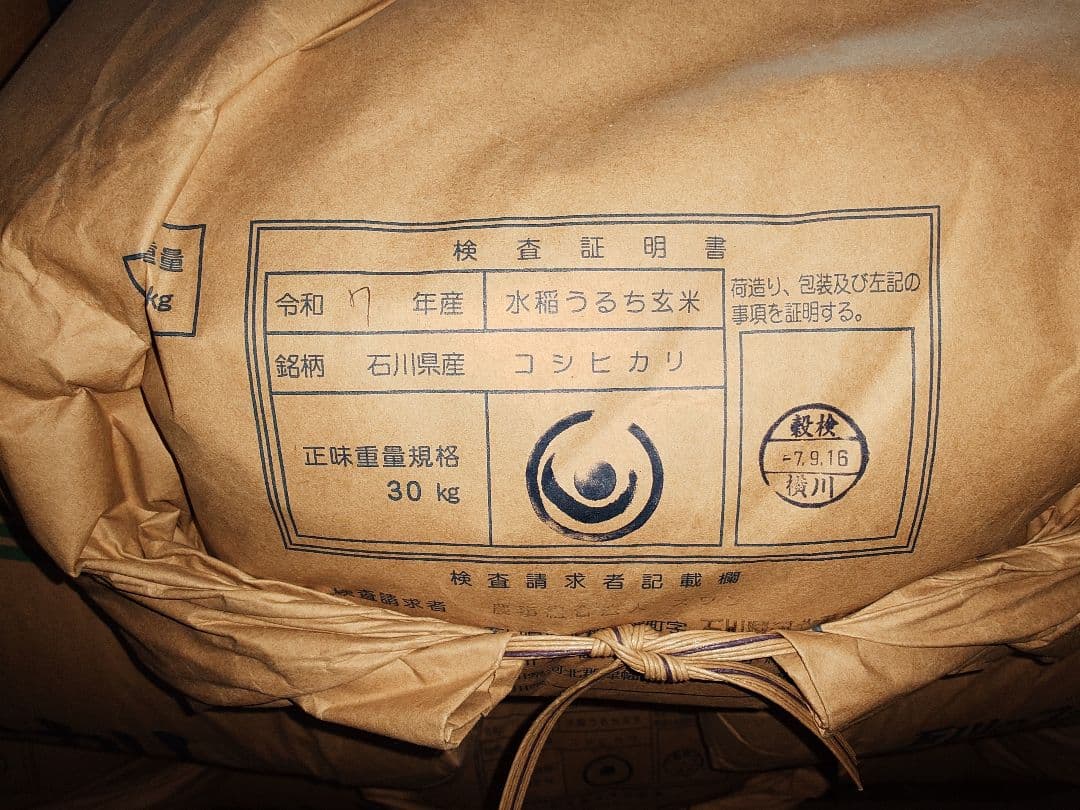 重量
kg
検査証明書
令和 7 年産 水稲うるち玄米
銘柄 石川県産 コシヒカリ
正味重量規格
30 kg
荷造り、包装及び左記の
事項を証明する。
穀検
-7.9.16
横川
検査請求者記載欄
検査請求者